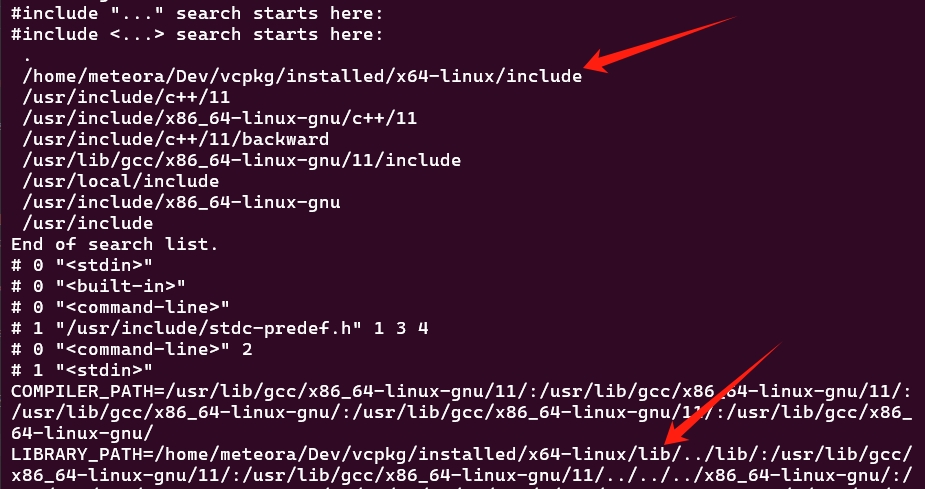 #include "..." search starts here:
#include <...> search starts here:
.
/home/meteora/Dev/vcpkg/installed/x64-linux/include
/usr/include/c++/11
/usr/include/x86_64-linux-gnu/c++/11
/usr/include/c++/11/backward
/usr/lib/gcc/x86_64-linux-gnu/11/include
/usr/local/include
/usr/include/x86_64-linux-gnu
/usr/include
End of search list.
# 0 "<stdin>"
# 0 "<built-in>"
# 0 "<command-line>"
# 1 "/usr/include/stdc-predef.h" 1 3 4
# 0 "<command-line>" 2
# 1 "<stdin>"
COMPILER_PATH=/usr/lib/gcc/x86_64-linux-gnu/11/:/usr/lib/gcc/x86_64-linux-gnu/11/:
/usr/lib/gcc/x86_64-linux-gnu/:/usr/lib/gcc/x86_64-linux-gnu/11/:/usr/lib/gcc/x86_
64-linux-gnu/
LIBRARY_PATH=/home/meteora/Dev/vcpkg/installed/x64-linux/lib/../lib/:/usr/lib/gcc/
x86_64-linux-gnu/11/:/usr/lib/gcc/x86_64-linux-gnu/11/../../../x86_64-linux-gnu/:/